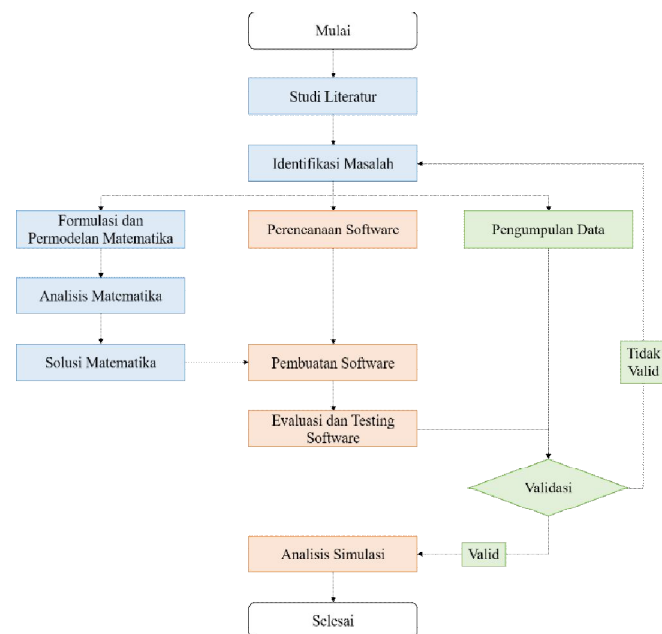 Mulai
Studi Literatur
Identifikasi Masalah
Formulasi dan
Permodelan Matematika
Perencanaan Software
Pengumpulan Data
Analisis Matematika
Solusi Matematika
Pembuatan Software
Tidak
Valid
Evaluasi dan Testing
Software
Validasi
Analisis Simulasi
Valid
Selesai